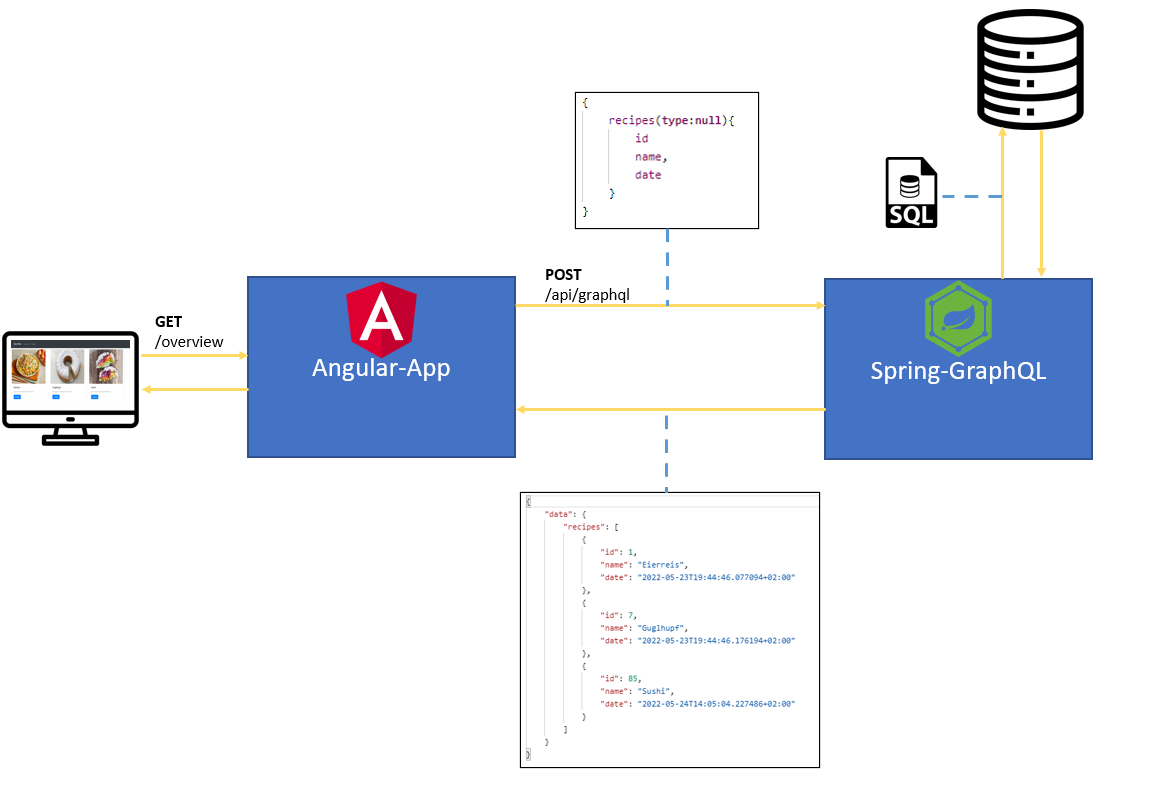 {
recipes(type:null){
id
name,
date
}
}
SQL
POST
/api/graphql
GET
/overview
A
Angular-App
Spring-GraphQL
{
"data": {
"recipes": [
{
"id": 1,
"name": "Eierreis",
"date": "2022-05-23T19:44:46.077094+02:00"
},
{
"id": 7,
"name": "Guglhupf",
"date": "2022-05-23T19:44:46.176194+02:00"
},
{
"id": 85,
"name": "Sushi",
"date": "2022-05-24T14:05:04.227486+02:00"
}
]
}
}